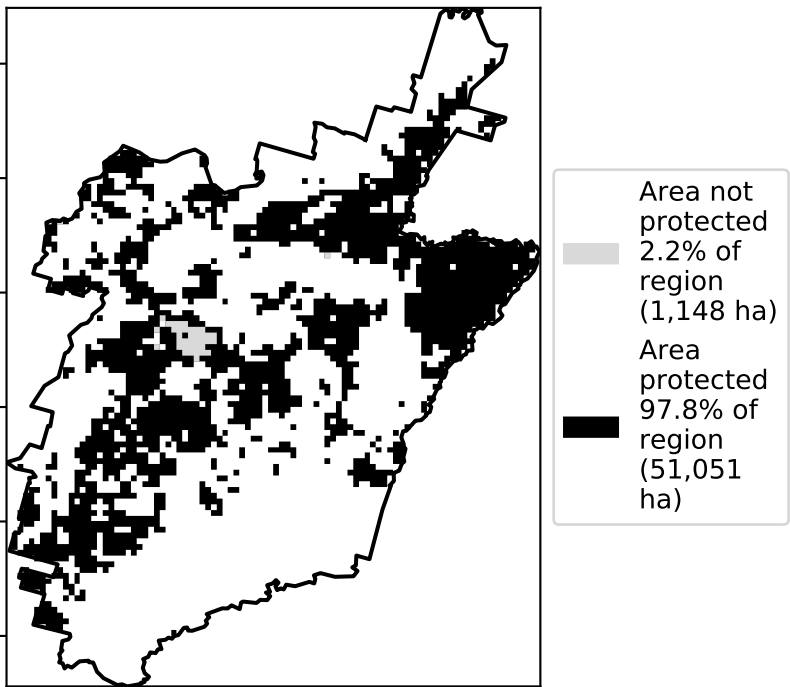 Area not
protected
2.2% of
region
(1,148 ha)
Area
protected
97.8% of
region
(51,051
ha)